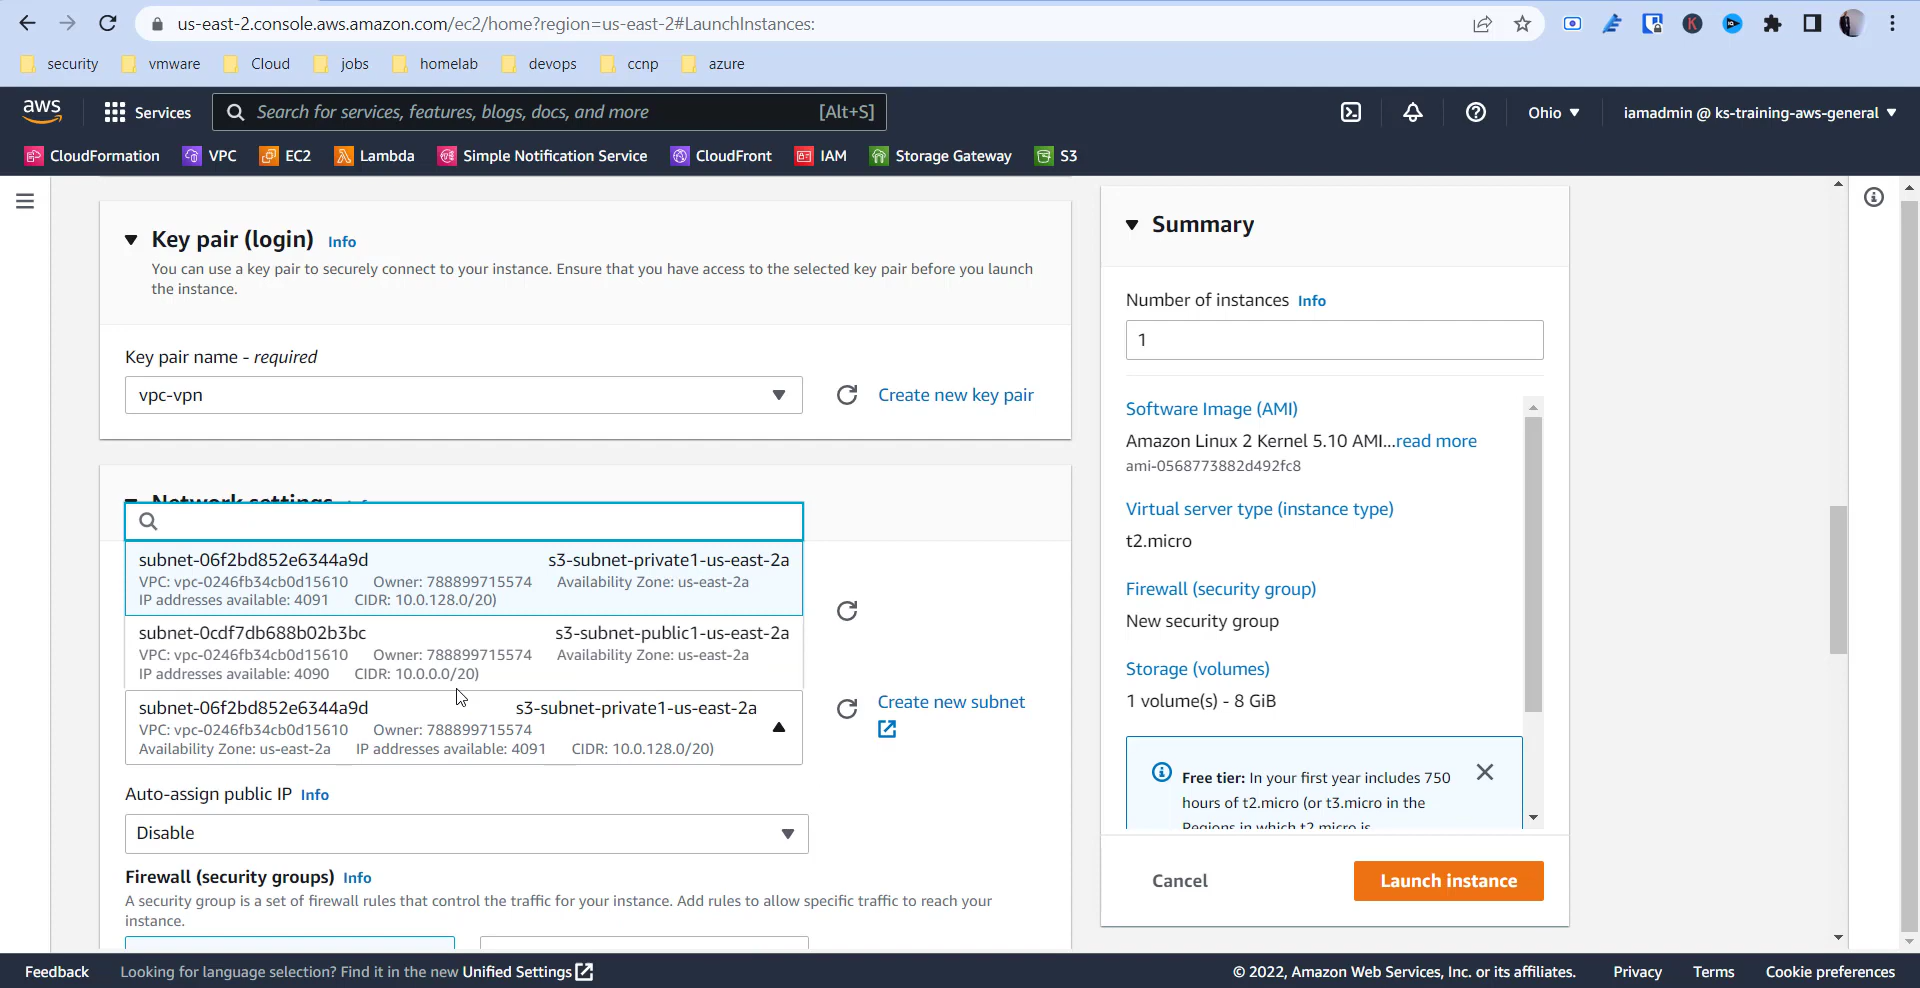 us-east-2.console.aws.amazon.com/ec2/home?region=us-east-2#LaunchInstances:
security vmware Cloud jobs homelab devops ccnp azure
aws Services Search for services, features, blogs, docs, and more [Alt+S] Ohio iamadmin @ ks-training-aws-general
CloudFormation VPC EC2 Lambda Simple Notification Service CloudFront IAM Storage Gateway S3
Key pair (login) Info
You can use a key pair to securely connect to your instance. Ensure that you have access to the selected key pair before you launch
the instance.
Key pair name - required
vpc-vpn
Create new key pair
Network settings
subnet-06f2bd852e6344a9d s3-subnet-private1-us-east-2a
VPC: vpc-0246fb34cb0d15610 Owner: 788899715574 Availability Zone: us-east-2a
IP addresses available: 4091 CIDR: 10.0.128.0/20)
subnet-0cdf7db688b02b3bc s3-subnet-public1-us-east-2a
VPC: vpc-0246fb34cb0d15610 Owner: 788899715574 Availability Zone: us-east-2a
IP addresses available: 4090 CIDR: 10.0.0.0/20)
subnet-06f2bd852e6344a9d s3-subnet-private1-us-east-2a
VPC: vpc-0246fb34cb0d15610 Owner: 788899715574
Availability Zone: us-east-2a IP addresses available: 4091 CIDR: 10.0.128.0/20)
Create new subnet
Auto-assign public IP Info
Disable
Firewall (security groups) Info
A security group is a set of firewall rules that control the traffic for your instance. Add rules to allow specific traffic to reach your
instance.
Summary
Number of instances Info
1
Software Image (AMI)
Amazon Linux 2 Kernel 5.10 AMI...read more
ami-0568773882d492fc8
Virtual server type (instance type)
t2.micro
Firewall (security group)
New security group
Storage (volumes)
1 volume(s) - 8 GiB
Free tier: In your first year includes 750
hours of t2.micro (or t3.micro in the
Regions in which t2.micro is
Cancel Launch instance
Feedback Looking for language selection? Find it in the new Unified Settings © 2022, Amazon Web Services, Inc. or its affiliates. Privacy Terms Cookie preferences